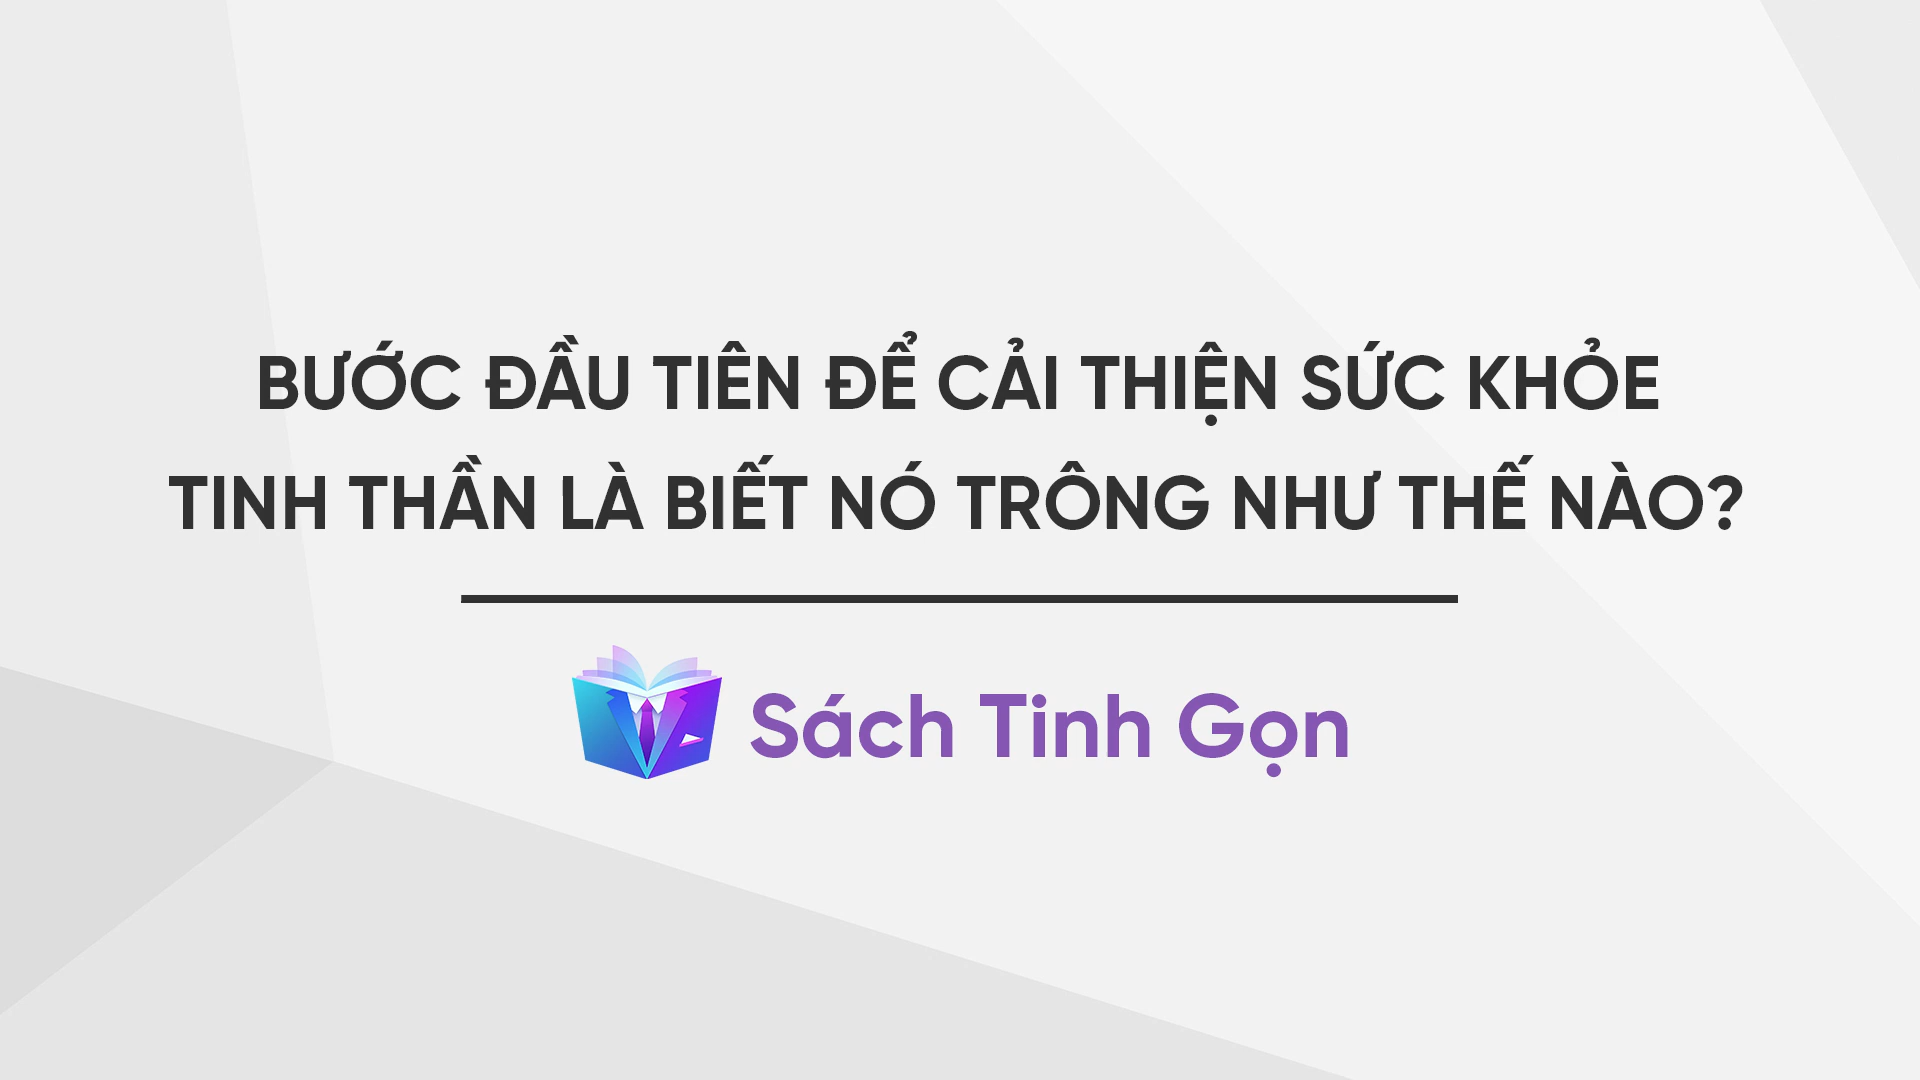 BƯỚC ĐẦU TIÊN ĐỂ CẢI THIỆN SỨC KHỎE
TINH THẦN LÀ BIẾT NÓ TRÔNG NHƯ THẾ NÀO?
Sách Tinh Gọn